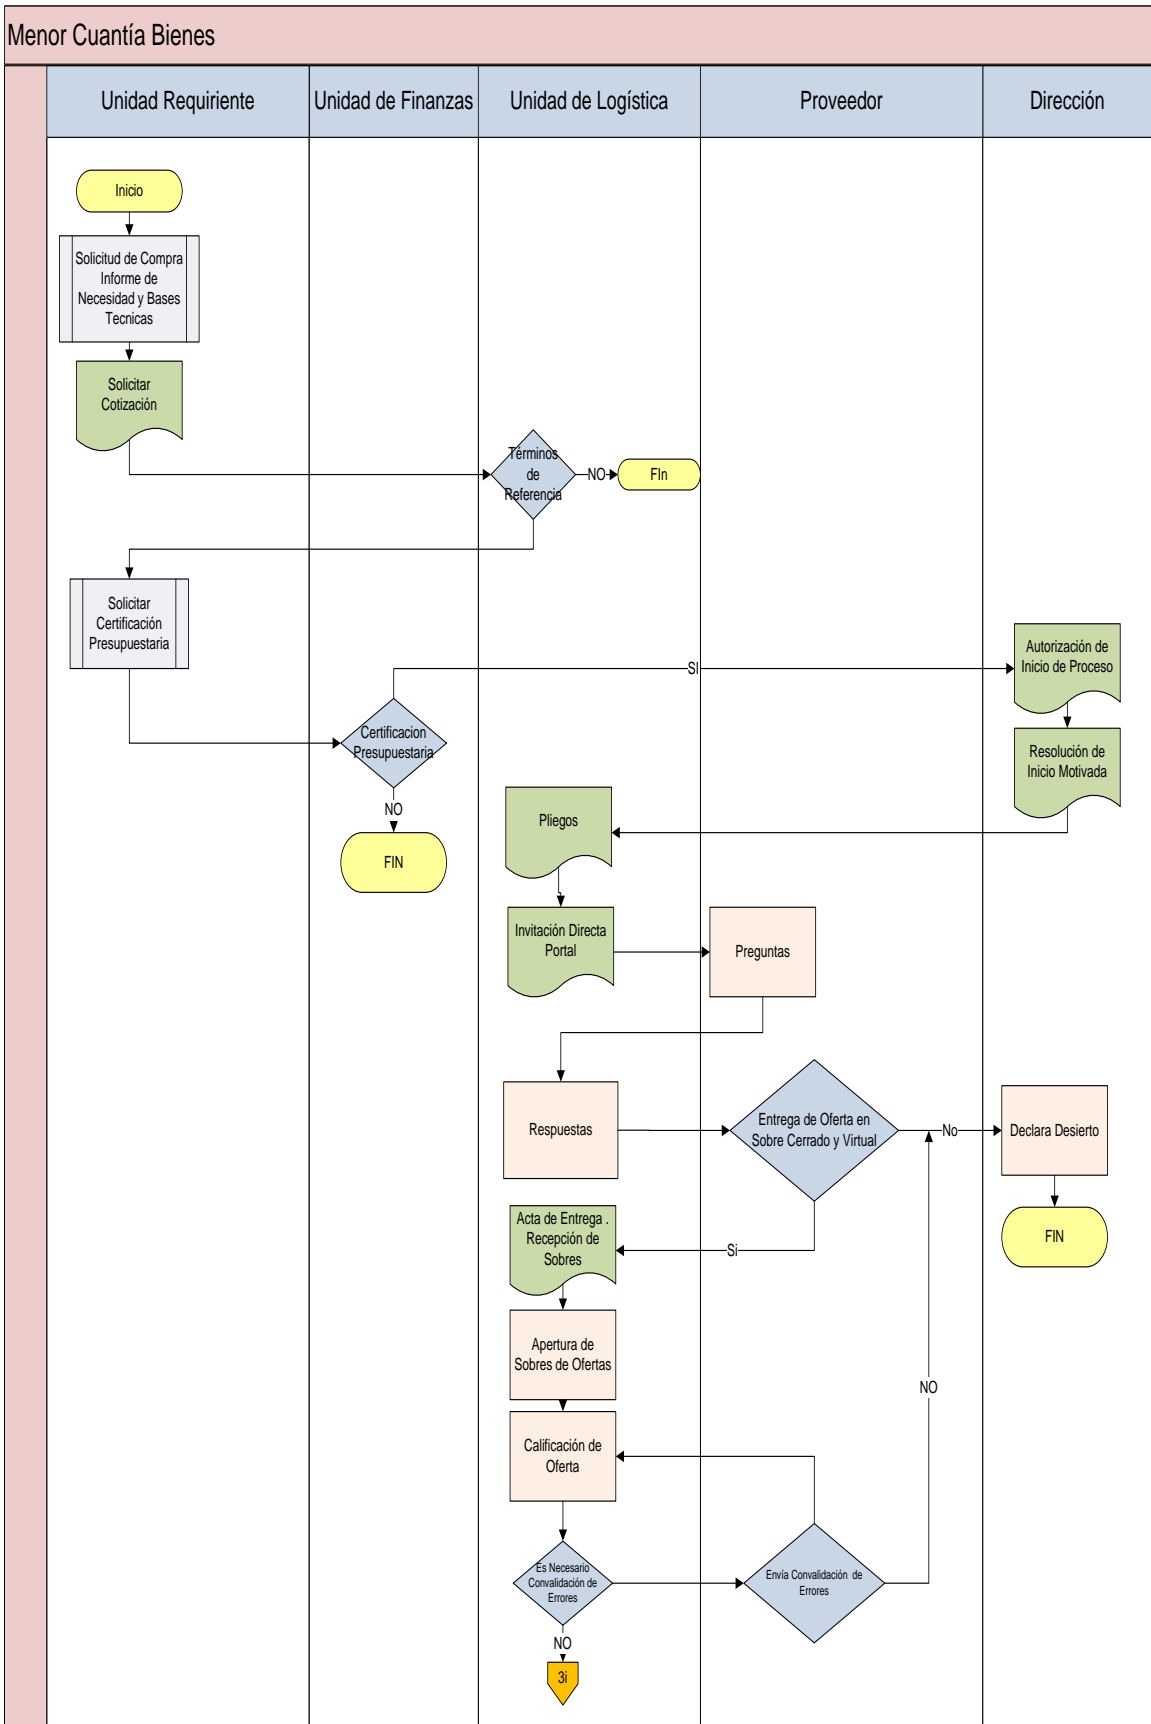 Menor Cuantía Bienes
Unidad Requiriente
Unidad de Finanzas
Unidad de Logística
Proveedor
Dirección
Inicio
Solicitud de Compra
Informe de
Necesidad y Bases
Tecnicas
Solicitar
Cotización
Términos
de
Referencia
NO
FIn
Solicitar
Certificación
Presupuestaria
SI
Autorización de
Inicio de Proceso
Certificacion
Presupuestaria
Resolución de
Inicio Motivada
NO
FIN
Pliegos
Invitación Directa
Portal
Preguntas
Respuestas
Entrega de Oferta en
Sobre Cerrado y Virtual
No
Declara Desierto
Acta de Entrega .
Recepción de
Sobres
Si
FIN
Apertura de
Sobres de Ofertas
NO
Calificación de
Oferta
Es Necesario
Convalidación de
Errores
Envía Convalidación de
Errores
NO
3i